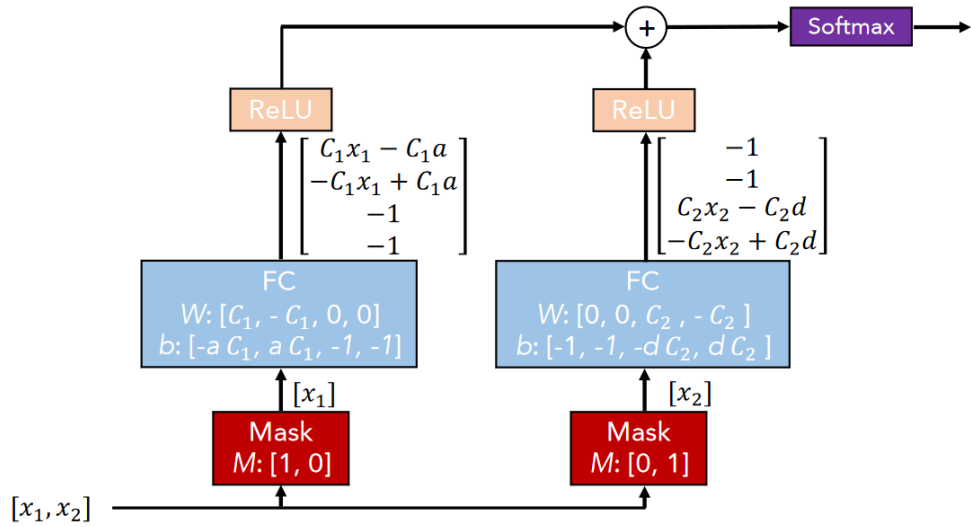 +
Softmax
ReLU
ReLU
C₁x₁ − C₁a
−C₁x₁ + C₁a
−1
−1
−1
−1
C₂x₂ − C₂d
−C₂x₂ + C₂d
FC
W: [C₁, - C₁, 0, 0]
b: [-a C₁, a C₁, -1, -1]
FC
W: [0, 0, C₂ , - C₂ ]
b: [-1, -1, -d C₂, d C₂ ]
[x₁]
[x₂]
Mask
M: [1, 0]
Mask
M: [0, 1]
[x₁, x₂]